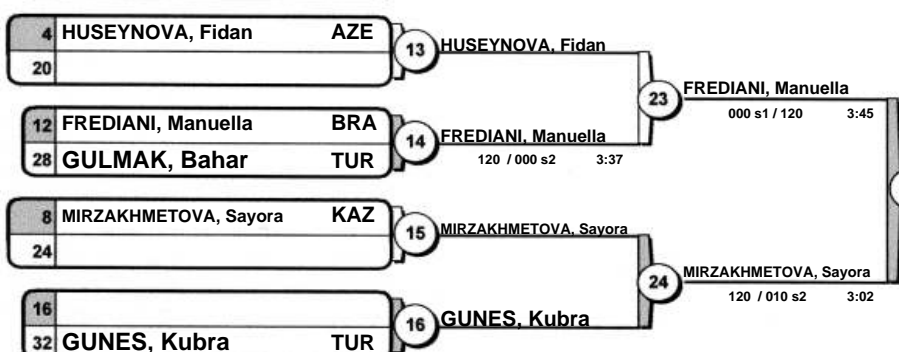 4 HUSEYNOVA, Fidan AZE
20
13 HUSEYNOVA, Fidan
12 FREDIANI, Manuella BRA
28 GULMAK, Bahar TUR
14 FREDIANI, Manuella
120 / 000 s2 3:37
23 FREDIANI, Manuella
000 s1 / 120 3:45
8 MIRZAKHMETOVA, Sayora KAZ
24
15 MIRZAKHMETOVA, Sayora
16
32 GUNES, Kubra TUR
16 GUNES, Kubra
24 MIRZAKHMETOVA, Sayora
120 / 010 s2 3:02